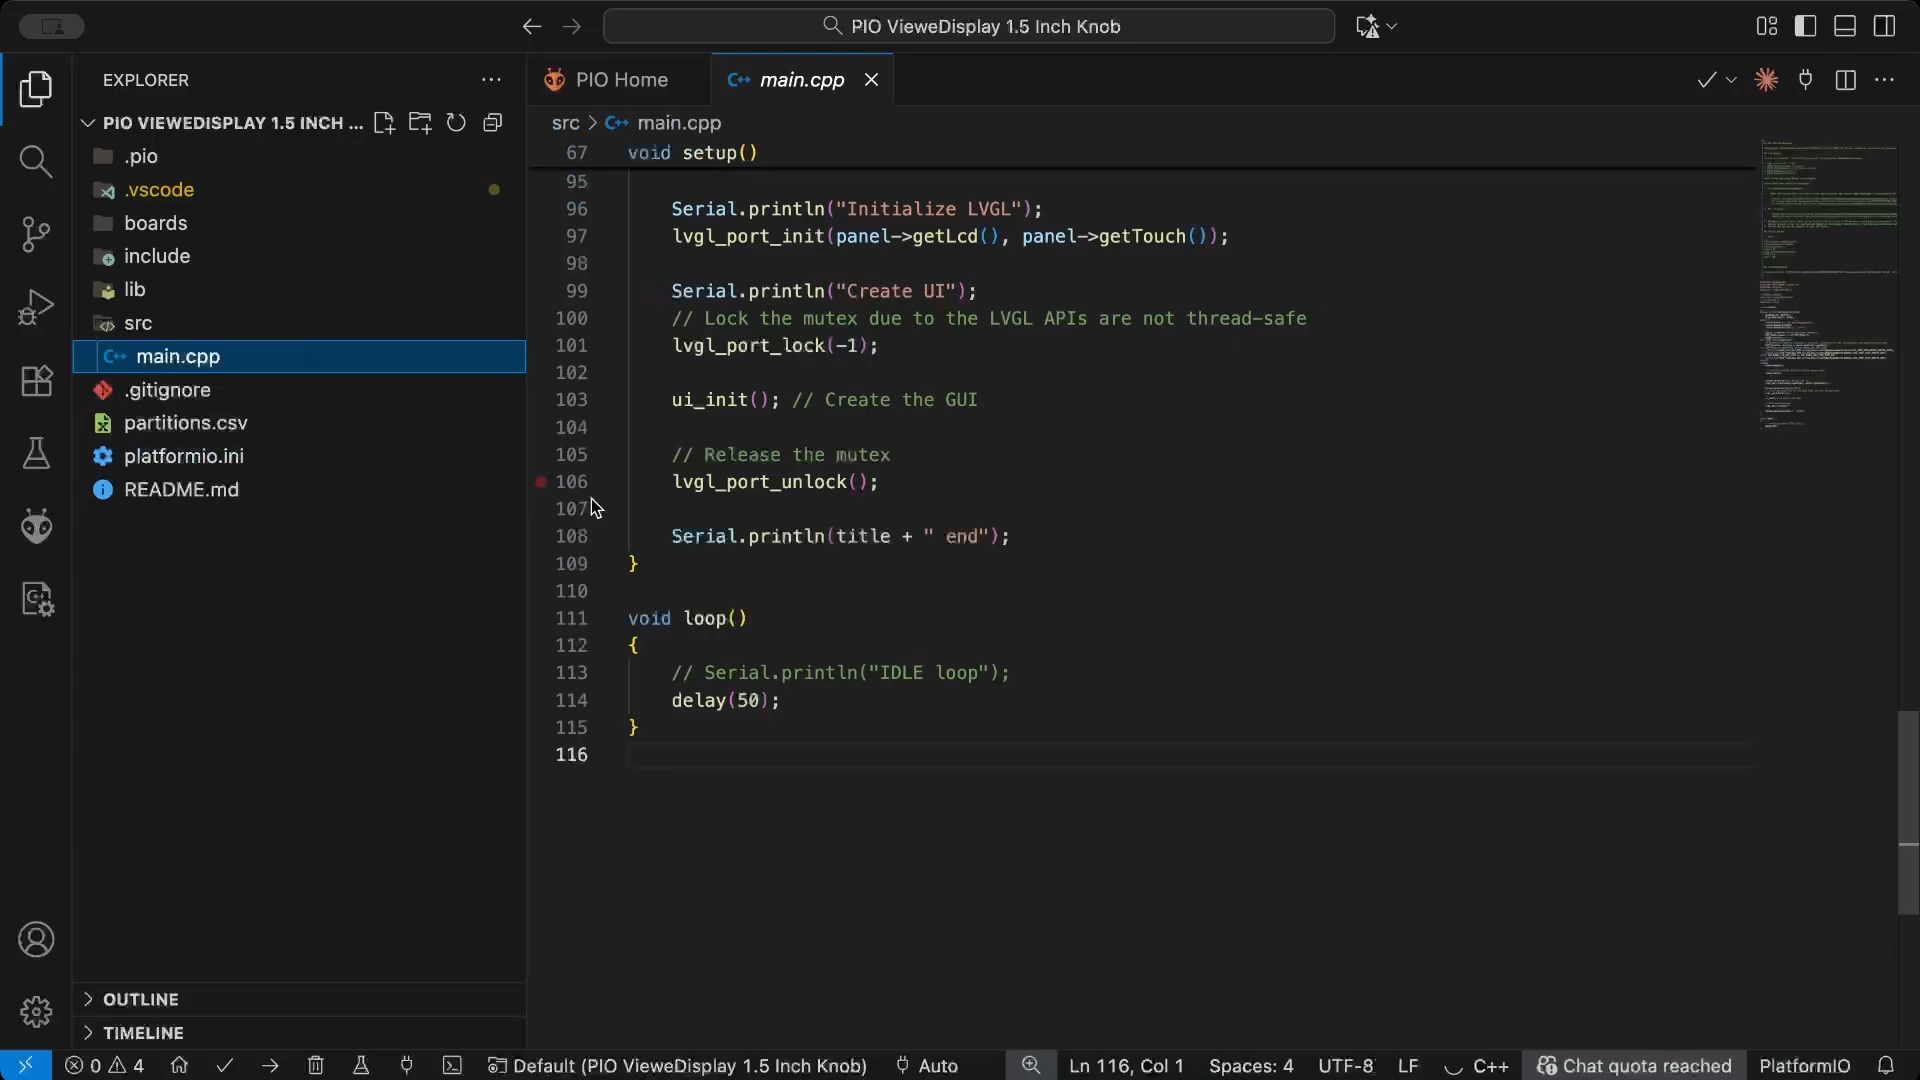 PIO VieweDisplay 1.5 Inch Knob
EXPLORER
PIO VIEWEDISPLAY 1.5 INCH ...
.pio
.vscode
boards
include
lib
src
main.cpp
.gitignore
partitions.csv
platformio.ini
README.md
OUTLINE
TIMELINE
PIO Home
main.cpp
src > main.cpp
67 void setup()
95
96 Serial.println("Initialize LVGL");
97 lvgl_port_init(panel->getLcd(), panel->getTouch());
98
99 Serial.println("Create UI");
100 // Lock the mutex due to the LVGL APIs are not thread-safe
101 lvgl_port_lock(-1);
102
103 ui_init(); // Create the GUI
104
105 // Release the mutex
106 lvgl_port_unlock();
107
108 Serial.println(title + " end");
109 }
110
111 void loop()
112 {
113 // Serial.println("IDLE loop");
114 delay(50);
115 }
116
0 4 Default (PIO VieweDisplay 1.5 Inch Knob) Auto Ln 116, Col 1 Spaces: 4 UTF-8 LF C++ Chat quota reached PlatformIO